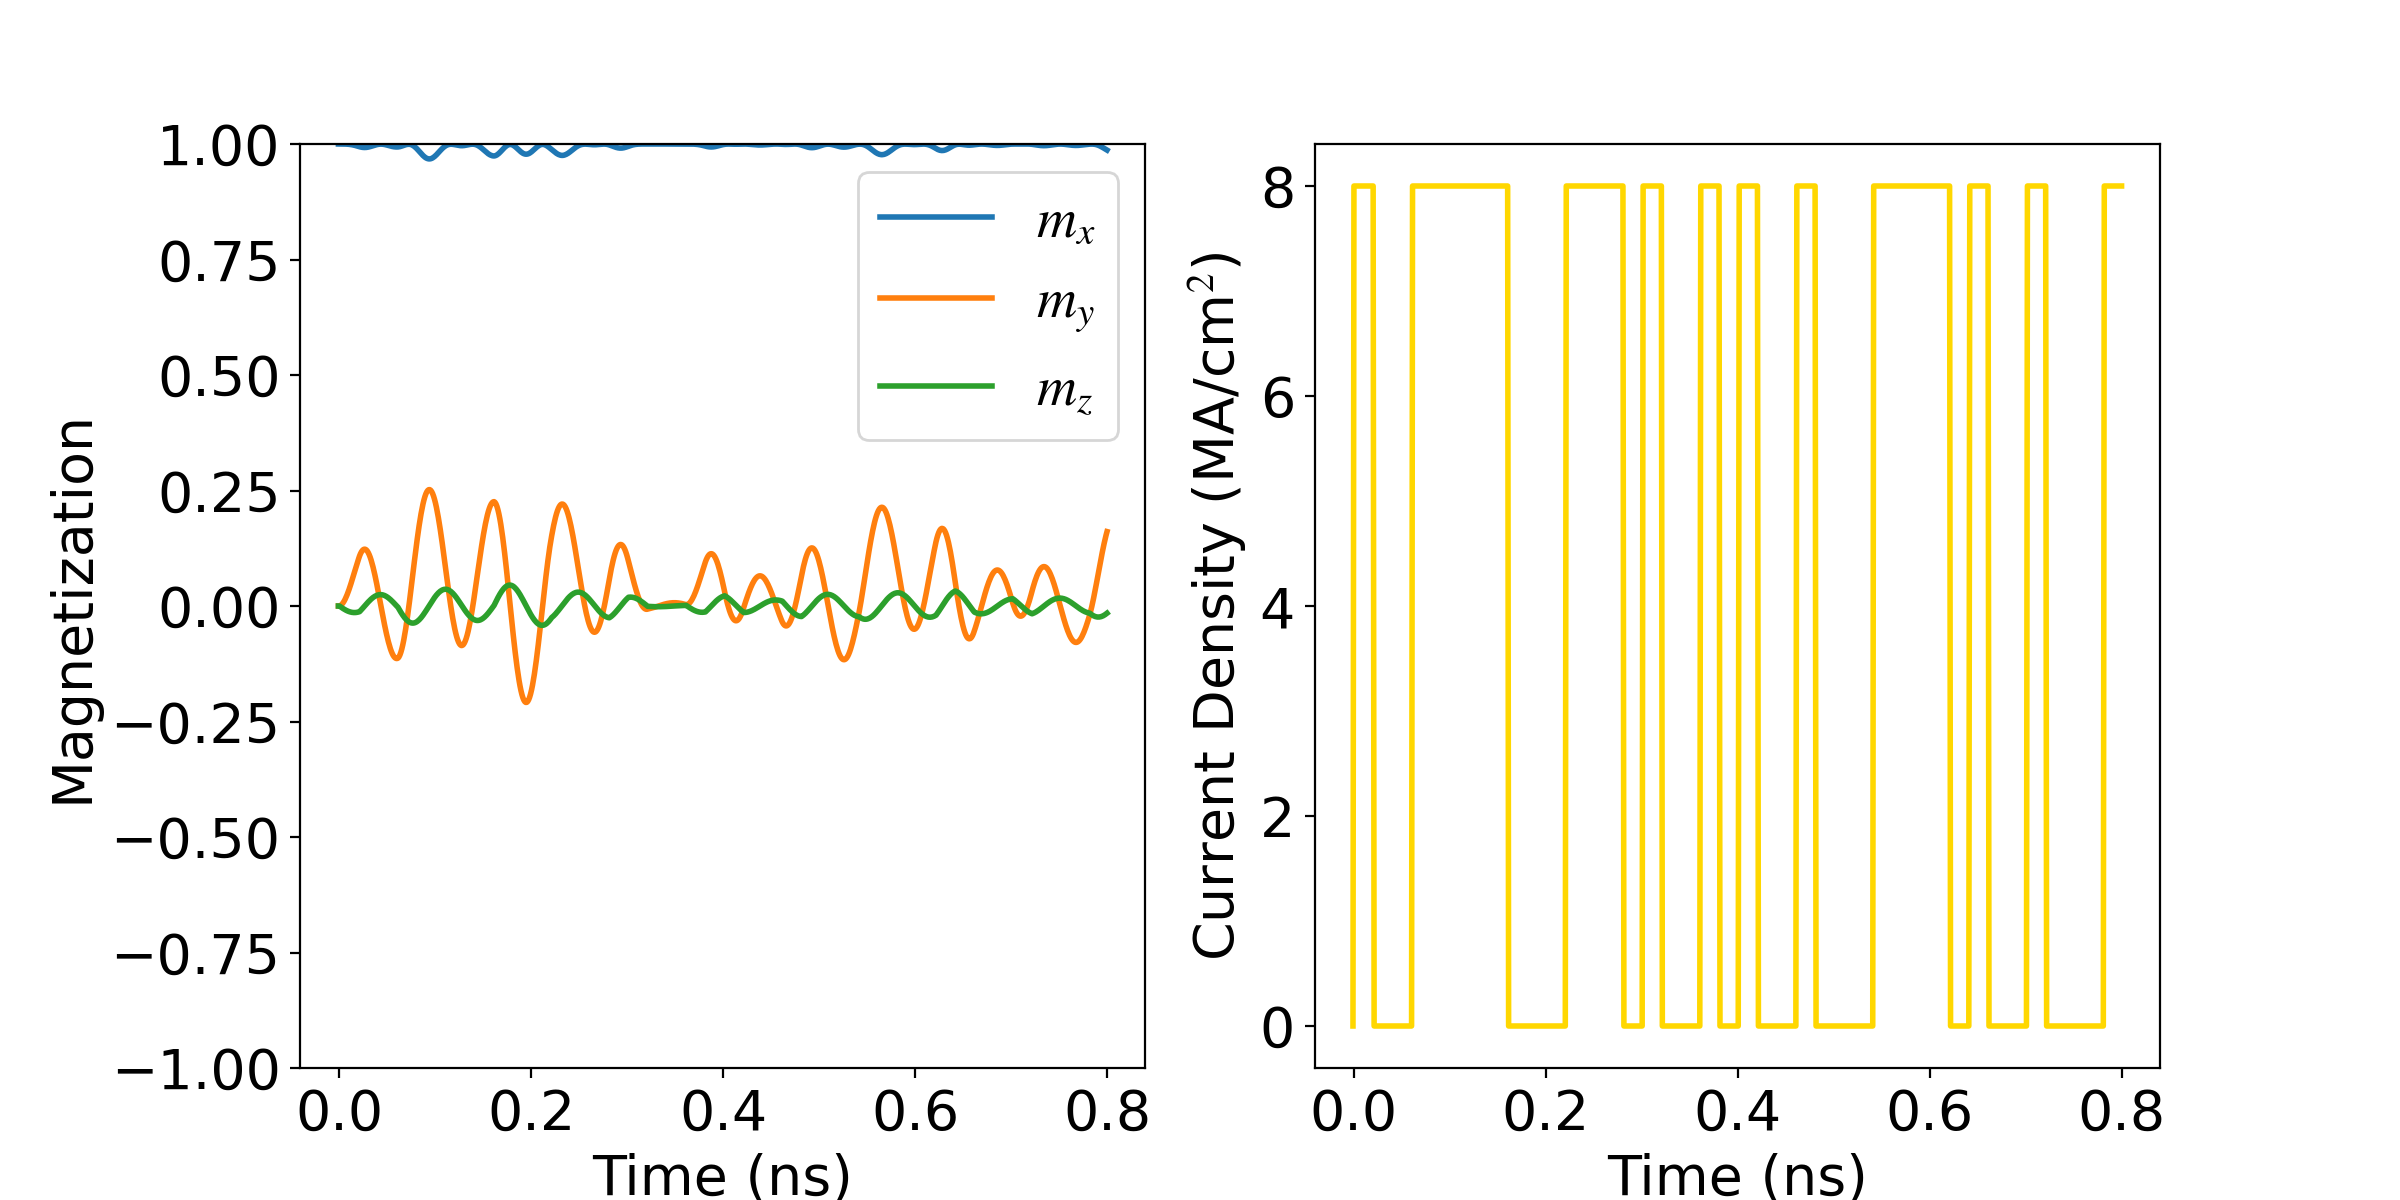 1.00
0.75
0.50
0.25
0.00
−0.25
−0.50
−0.75
−1.00
Magnetization
0.0 0.2 0.4 0.6 0.8
Time (ns)
m_x
m_y
m_z
8
6
4
2
0
Current Density (MA/cm²)
0.0 0.2 0.4 0.6 0.8
Time (ns)